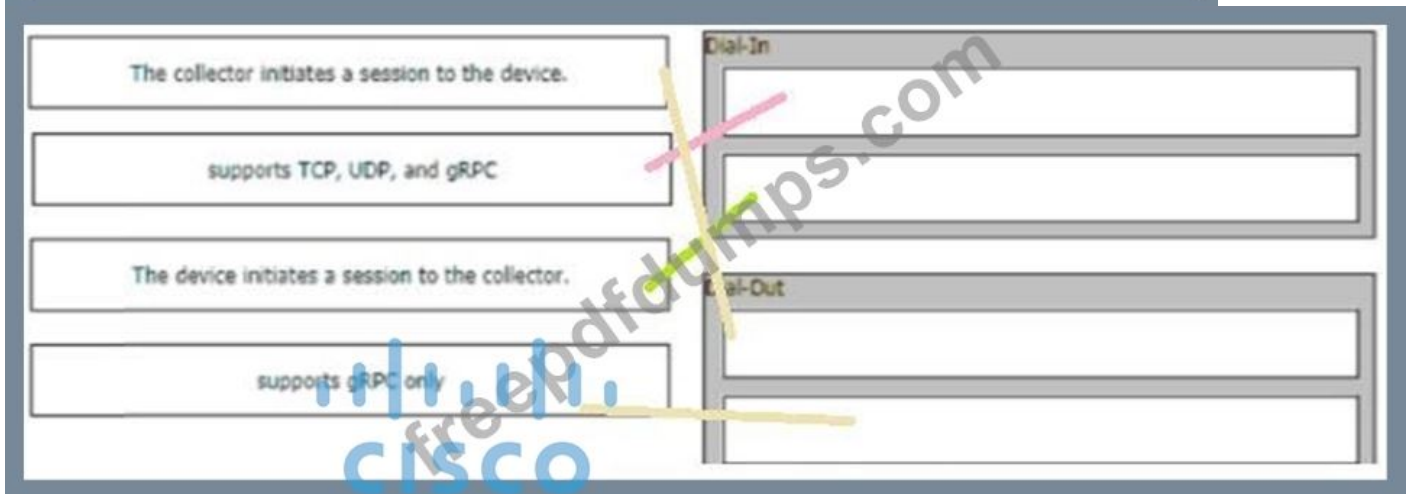 The collector initiates a session to the device.
supports TCP, UDP, and gRPC
The device initiates a session to the collector.
supports gRPC only
Dial-In
Dial-Out
freepdfdumps.com
CISCO